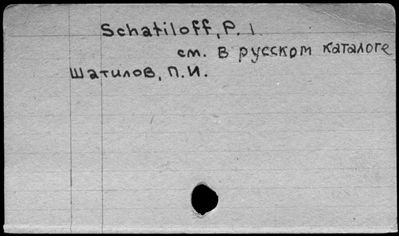 Schatiloff, P. I.
см. в русском каталоге
Шатилов, П.И.